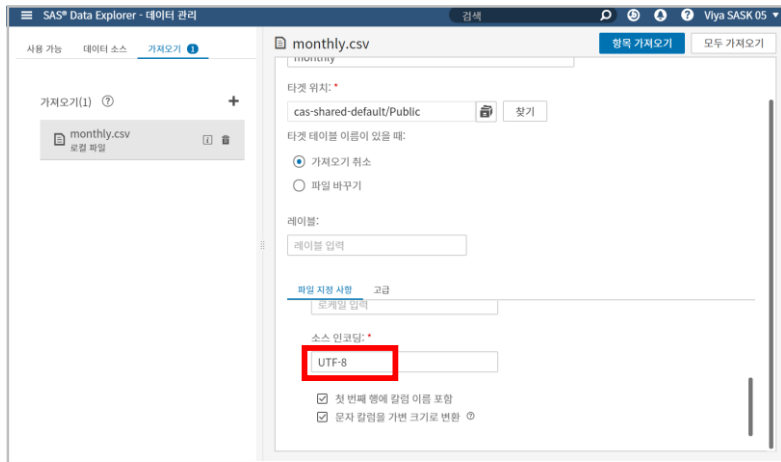 SAS® Data Explorer - 데이터 관리
검색
Viya SASK 05
사용 가능
데이터 소스
가져오기 1
monthly.csv
항목 가져오기
모두 가져오기
monthly
가져오기(1)
타겟 위치: *
cas-shared-default/Public
찾기
monthly.csv
로컬 파일
타겟 테이블 이름이 있을 때:
가져오기 취소
파일 바꾸기
레이블:
레이블 입력
파일 지정 사항
고급
로케일 입력
소스 인코딩: *
UTF-8
첫 번째 행에 칼럼 이름 포함
문자 칼럼을 가변 크기로 변환